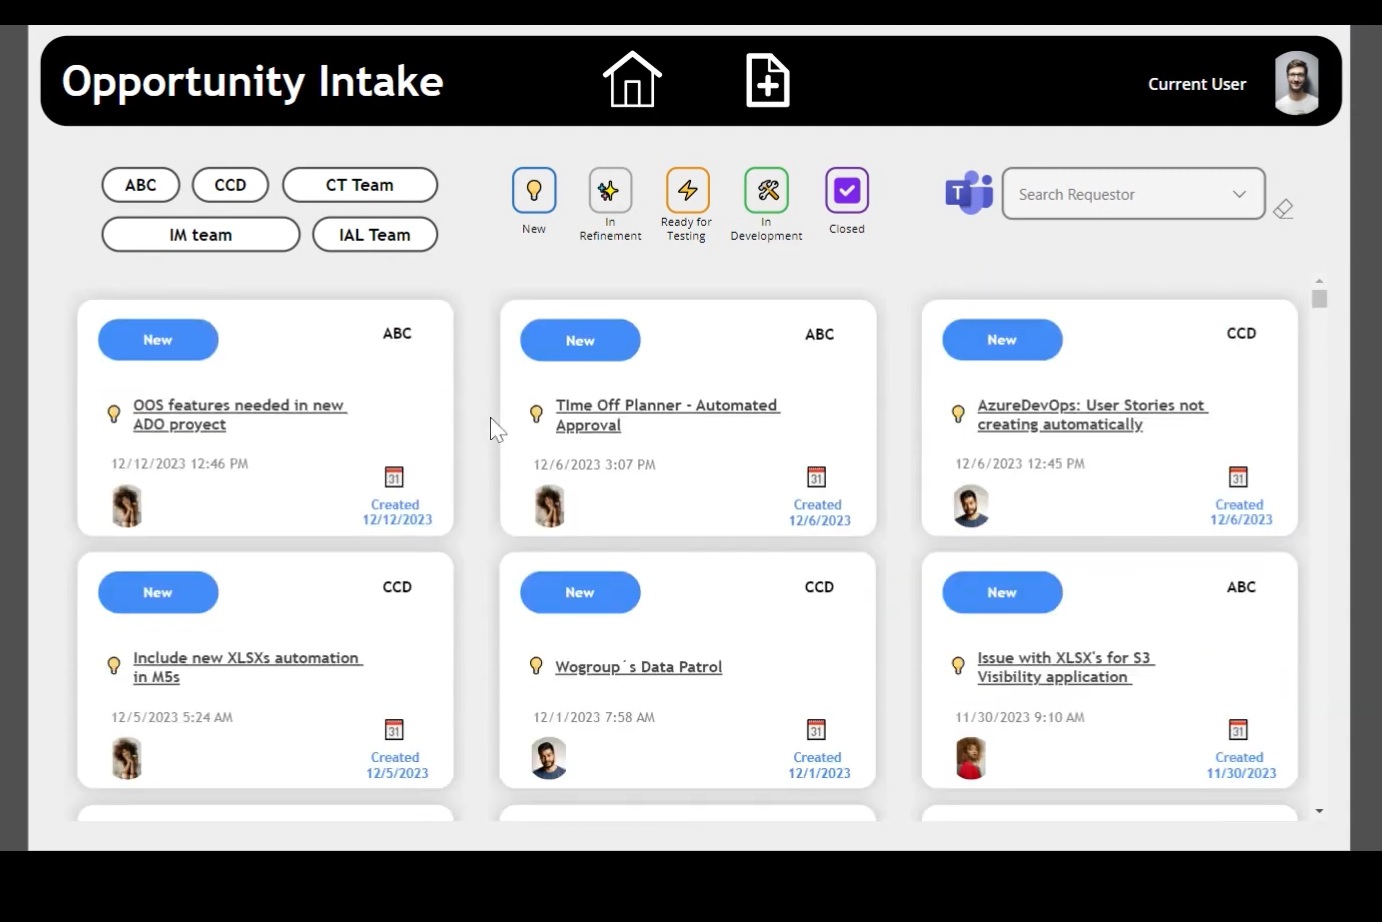 Opportunity Intake
Current User
ABC
CCD
CT Team
IM team
IAL Team
New
In
Refinement
Ready for
Testing
In
Development
Closed
T
Search Requestor
New
ABC
OOS features needed in new
ADO proyect
12/12/2023 12:46 PM
31
Created
12/12/2023
New
ABC
TIme Off Planner - Automated
Approval
12/6/2023 3:07 PM
31
Created
12/6/2023
New
CCD
AzureDevOps: User Stories not
creating automatically
12/6/2023 12:45 PM
31
Created
12/6/2023
New
CCD
Include new XLSXs automation
in M5s
12/5/2023 5:24 AM
31
Created
12/5/2023
New
CCD
Wogroup´s Data Patrol
12/1/2023 7:58 AM
31
Created
12/1/2023
New
ABC
Issue with XLSX's for S3
Visibility application
11/30/2023 9:10 AM
31
Created
11/30/2023